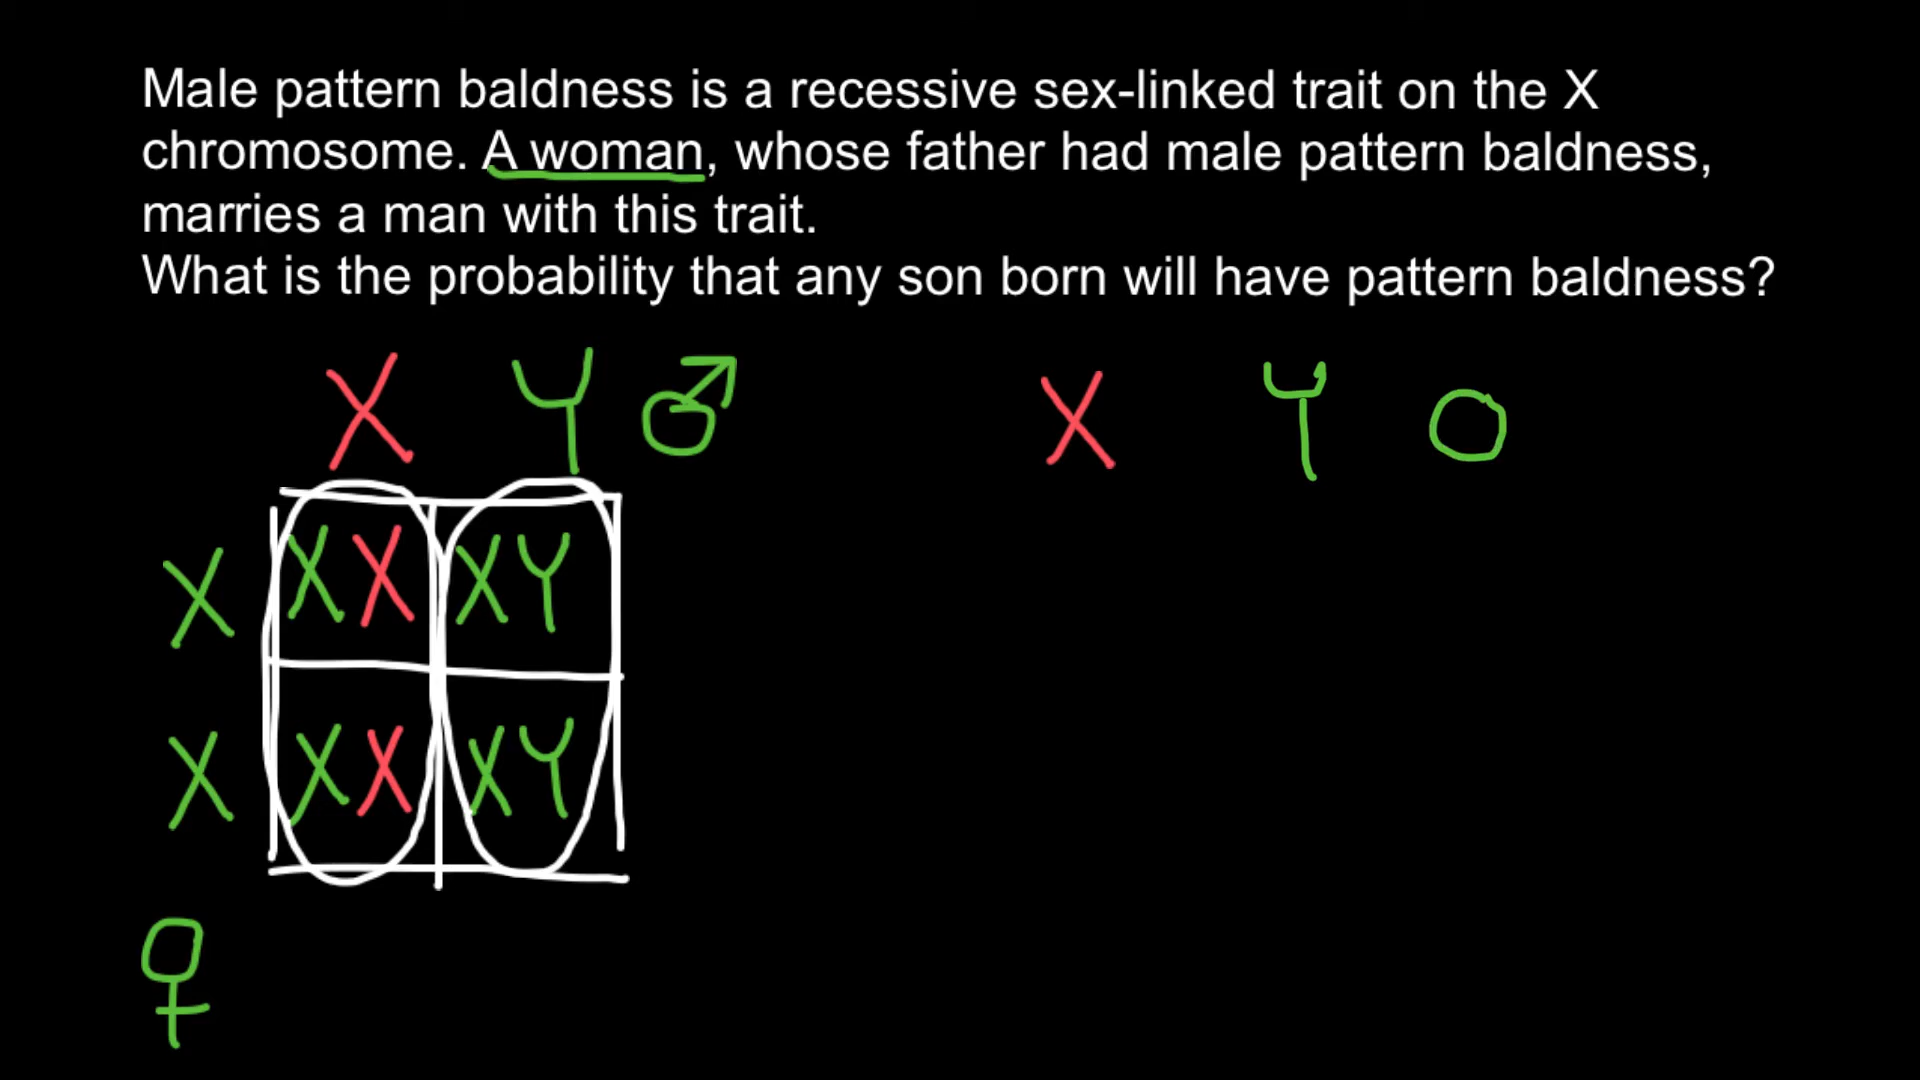 Male pattern baldness is a recessive sex-linked trait on the X
chromosome. A woman, whose father had male pattern baldness,
marries a man with this trait.
What is the probability that any son born will have pattern baldness?
X Y ♂ X Y O
X XX XY
X XX XY
♀